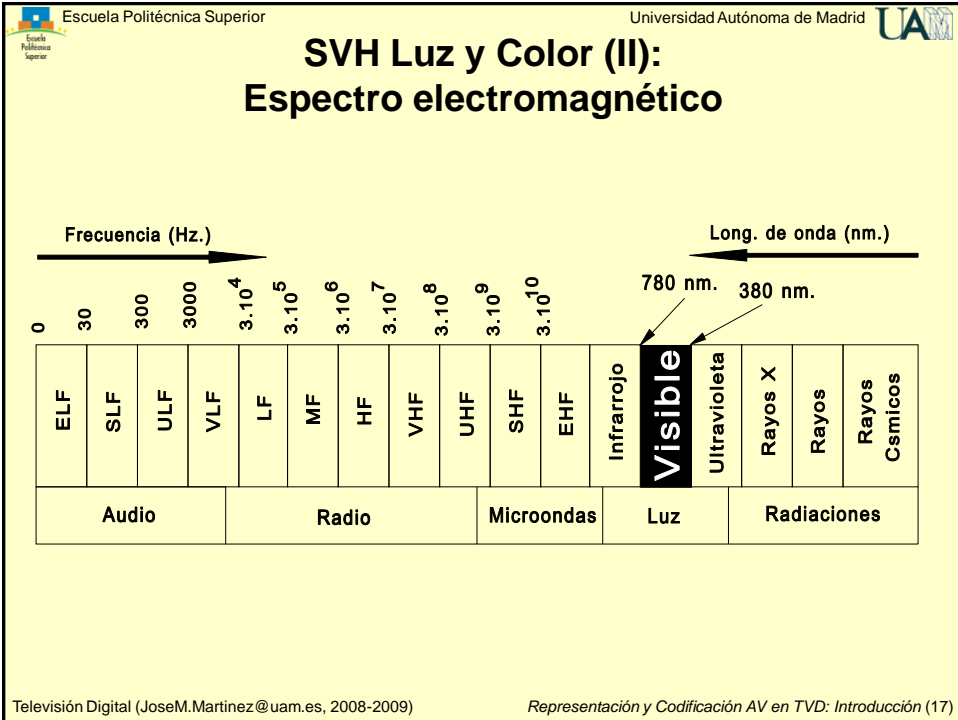 Escuela Politécnica Superior
Universidad Autónoma de Madrid
Escuela
Politécnica
Superior
UAM
SVH Luz y Color (II):
Espectro electromagnético
Frecuencia (Hz.)
Long. de onda (nm.)
780 nm.
380 nm.
0
30
300
3000
3.10^4
3.10^5
3.10^6
3.10^7
3.10^8
3.10^9
3.10^10
ELF
SLF
ULF
VLF
LF
MF
HF
VHF
UHF
SHF
EHF
Infrarrojo
Visible
Ultravioleta
Rayos X
Rayos
Rayos
Csmicos
Audio
Radio
Microondas
Luz
Radiaciones
Televisión Digital (JoseM.Martinez@uam.es, 2008-2009)
Representación y Codificación AV en TVD: Introducción (17)